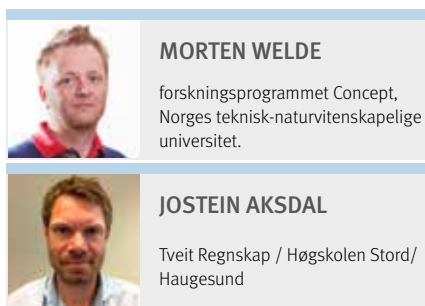 MORTEN WELDE
forskningsprogrammet Concept,
Norges teknisk-naturvitenskapelige
universitet.
JOSTEIN AKSDAL
Tveit Regnskap / Høgskolen Stord/
Haugesund